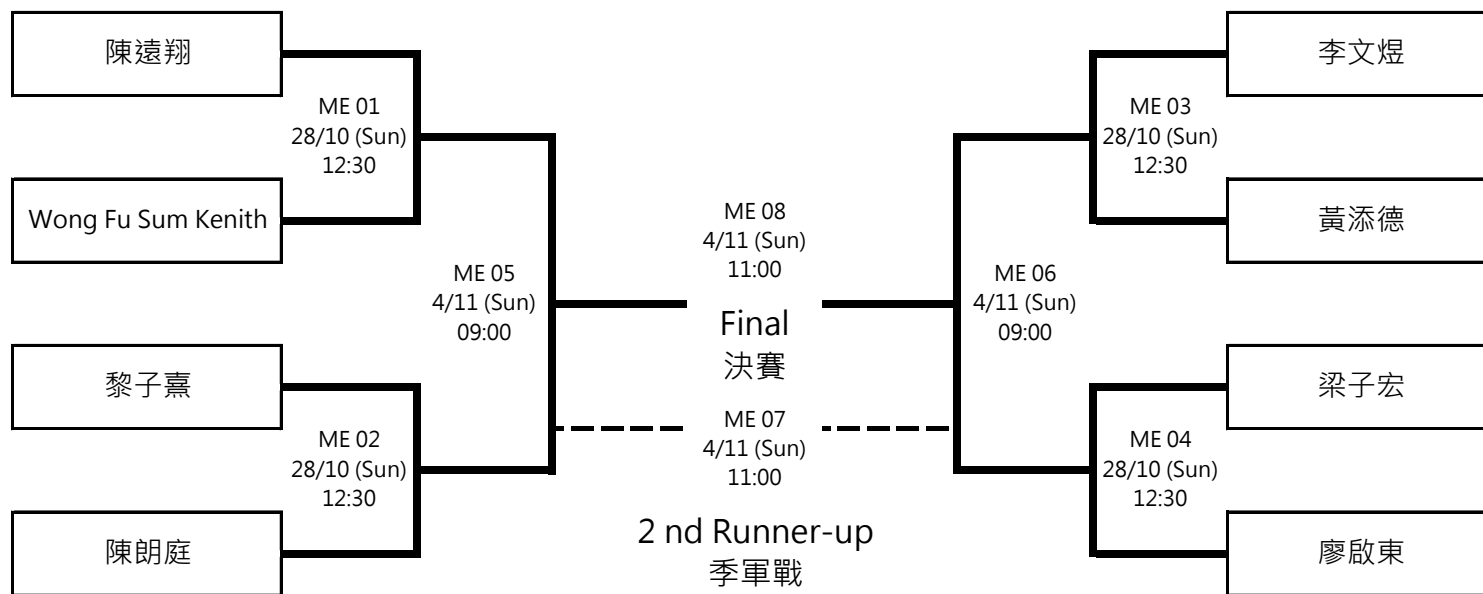 陳遠翔
ME 01
28/10 (Sun)
12:30
Wong Fu Sum Kenith
黎子熹
ME 02
28/10 (Sun)
12:30
陳朗庭
ME 05
4/11 (Sun)
09:00
ME 08
4/11 (Sun)
11:00
Final
決賽
ME 07
4/11 (Sun)
11:00
2 nd Runner-up
季軍戰
ME 06
4/11 (Sun)
09:00
李文煜
ME 03
28/10 (Sun)
12:30
黃添德
梁子宏
ME 04
28/10 (Sun)
12:30
廖啟東